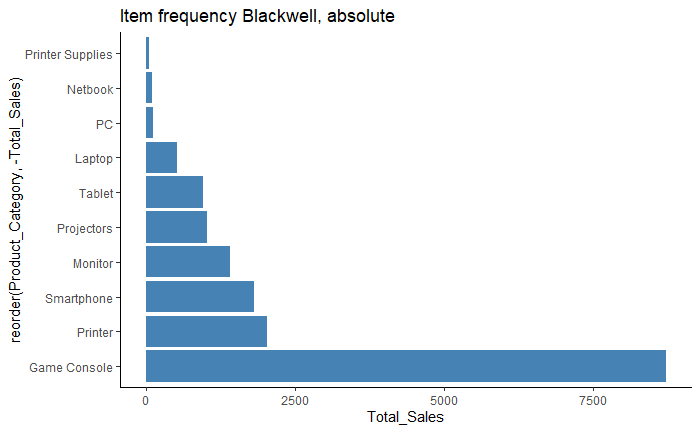 Item frequency Blackwell, absolute
reorder(Product_Category, -Total_Sales)
Printer Supplies
Netbook
PC
Laptop
Tablet
Projectors
Monitor
Smartphone
Printer
Game Console
0 2500 5000 7500
Total_Sales